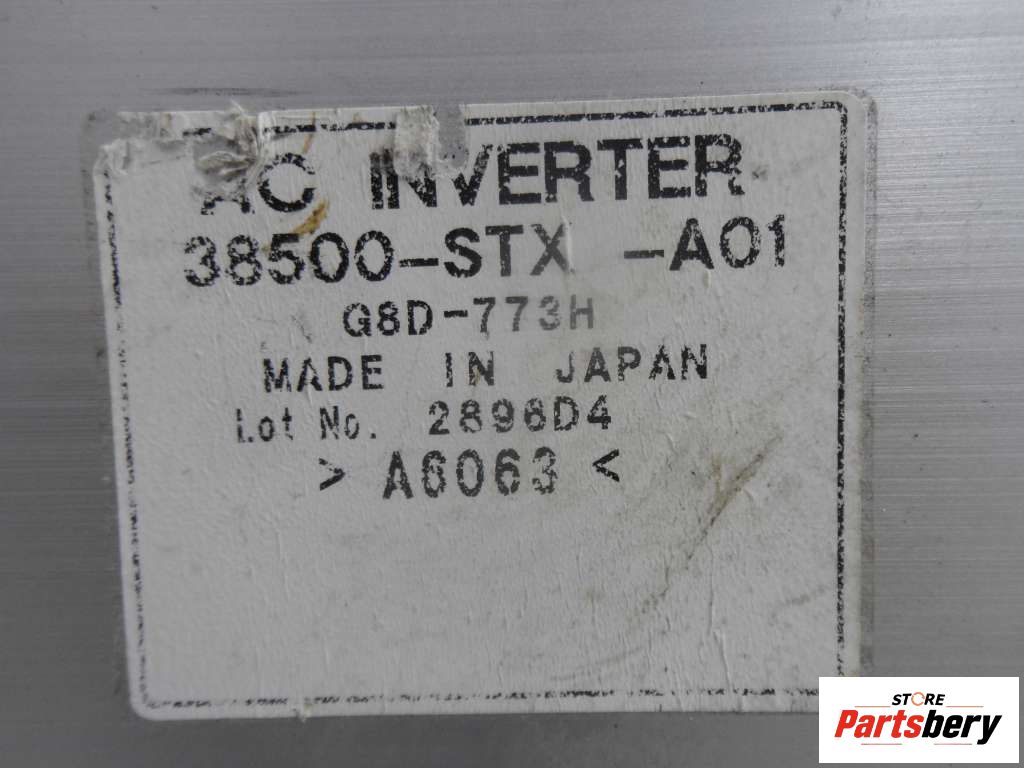 AC INVERTER
38500-STX -A01
G8D-773H
MADE IN JAPAN
Lot No. 2896D4
> A6063 <
STORE
Partsbery